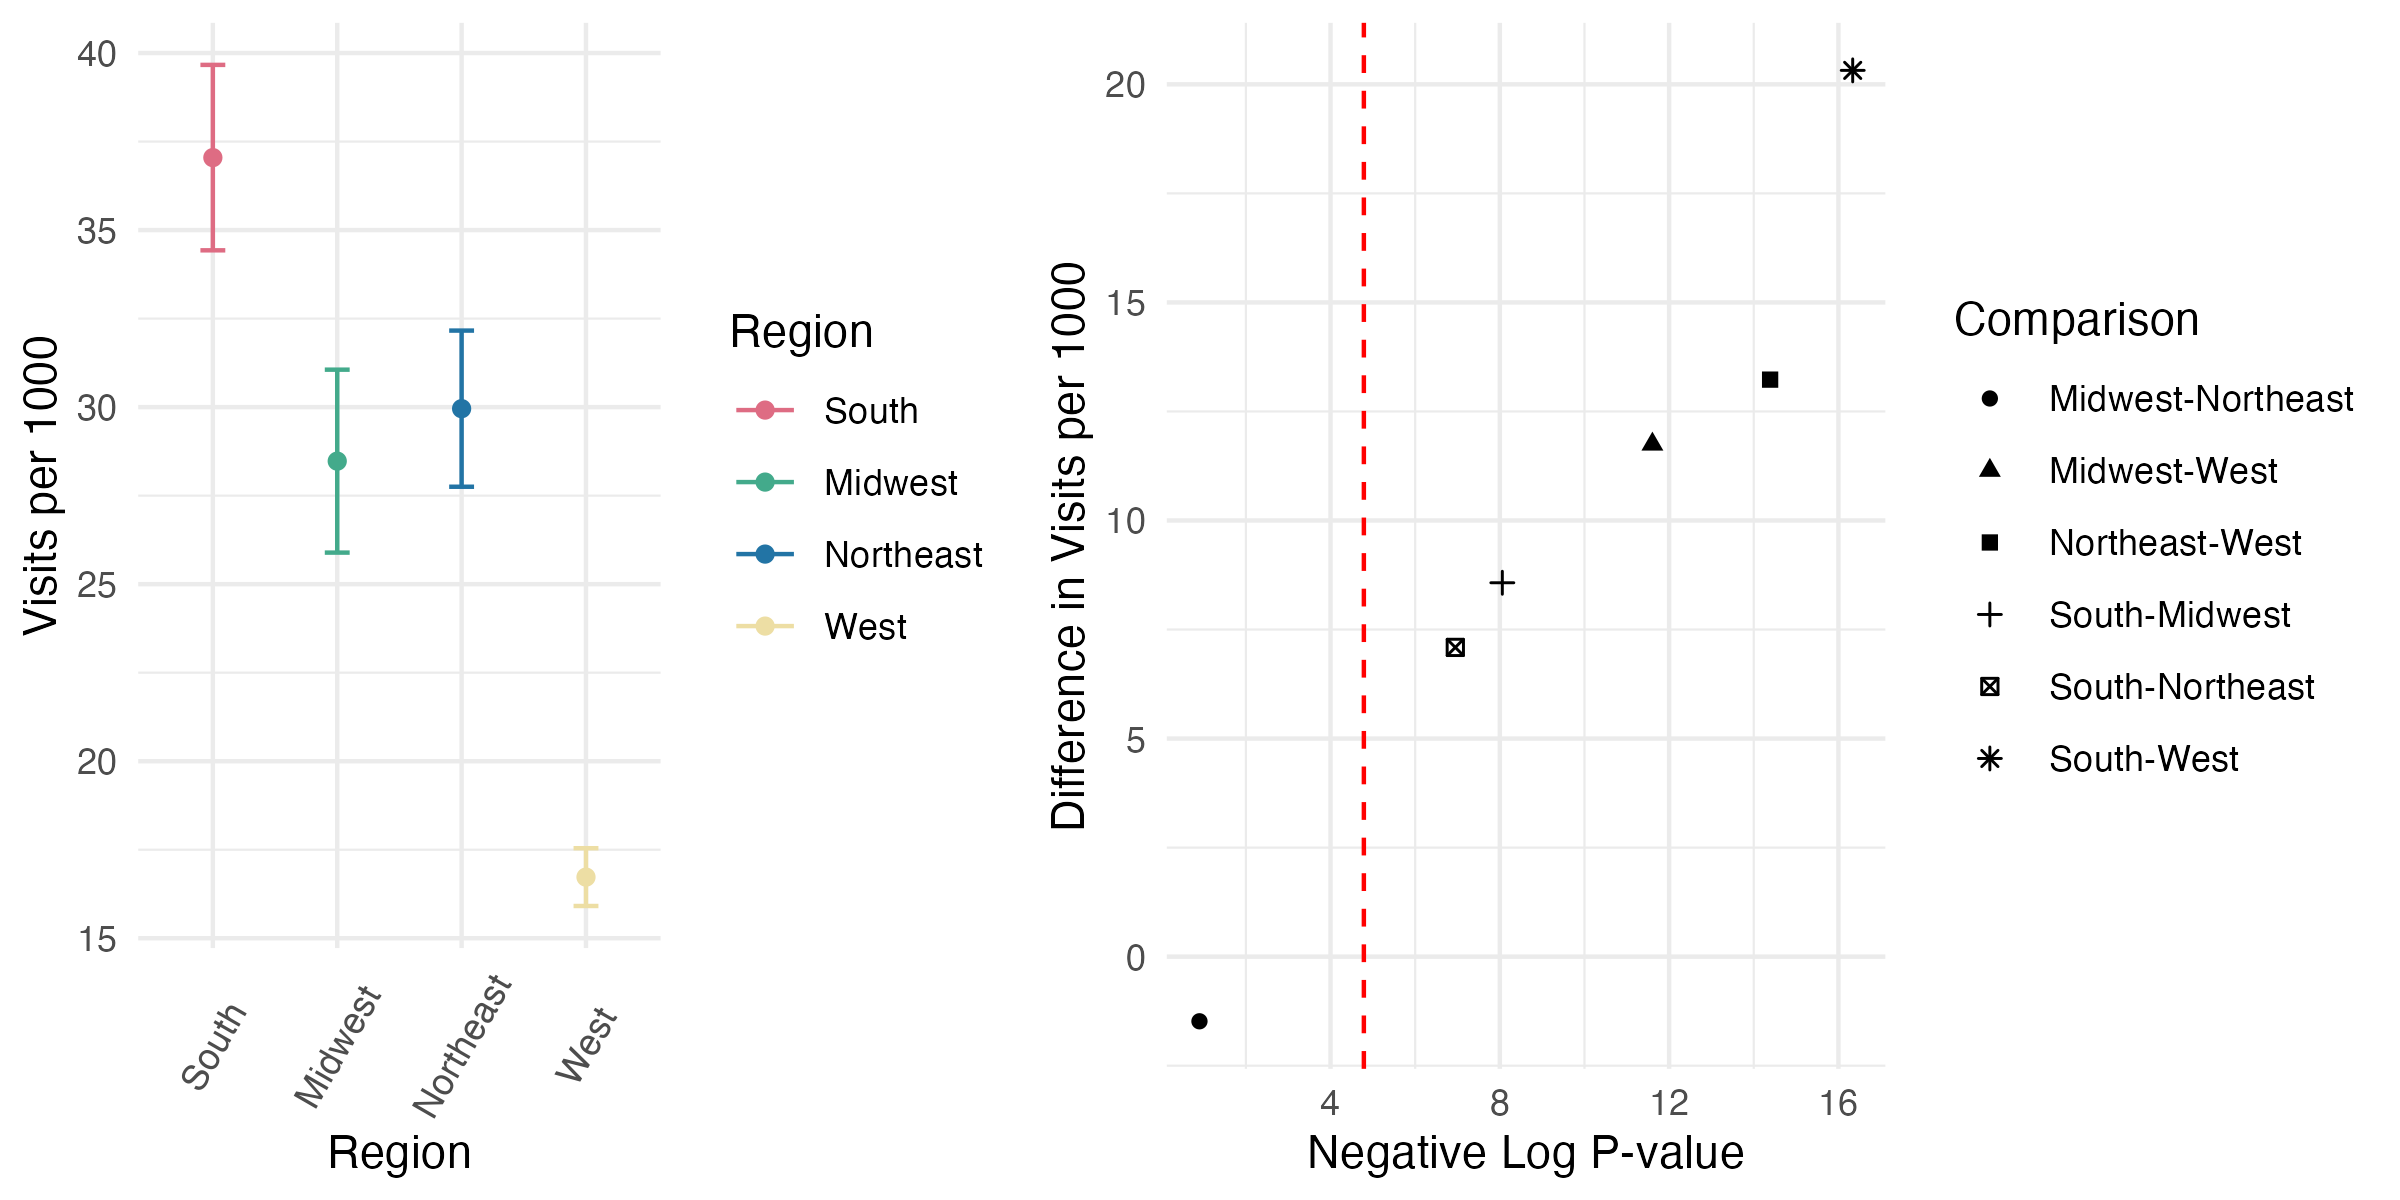 Visits per 1000
40
35
30
25
20
15
South
Midwest
Northeast
West
Region
Region
South
Midwest
Northeast
West
Difference in Visits per 1000
20
15
10
5
0
4
8
12
16
Negative Log P-value
Comparison
Midwest-Northeast
Midwest-West
Northeast-West
South-Midwest
South-Northeast
South-West